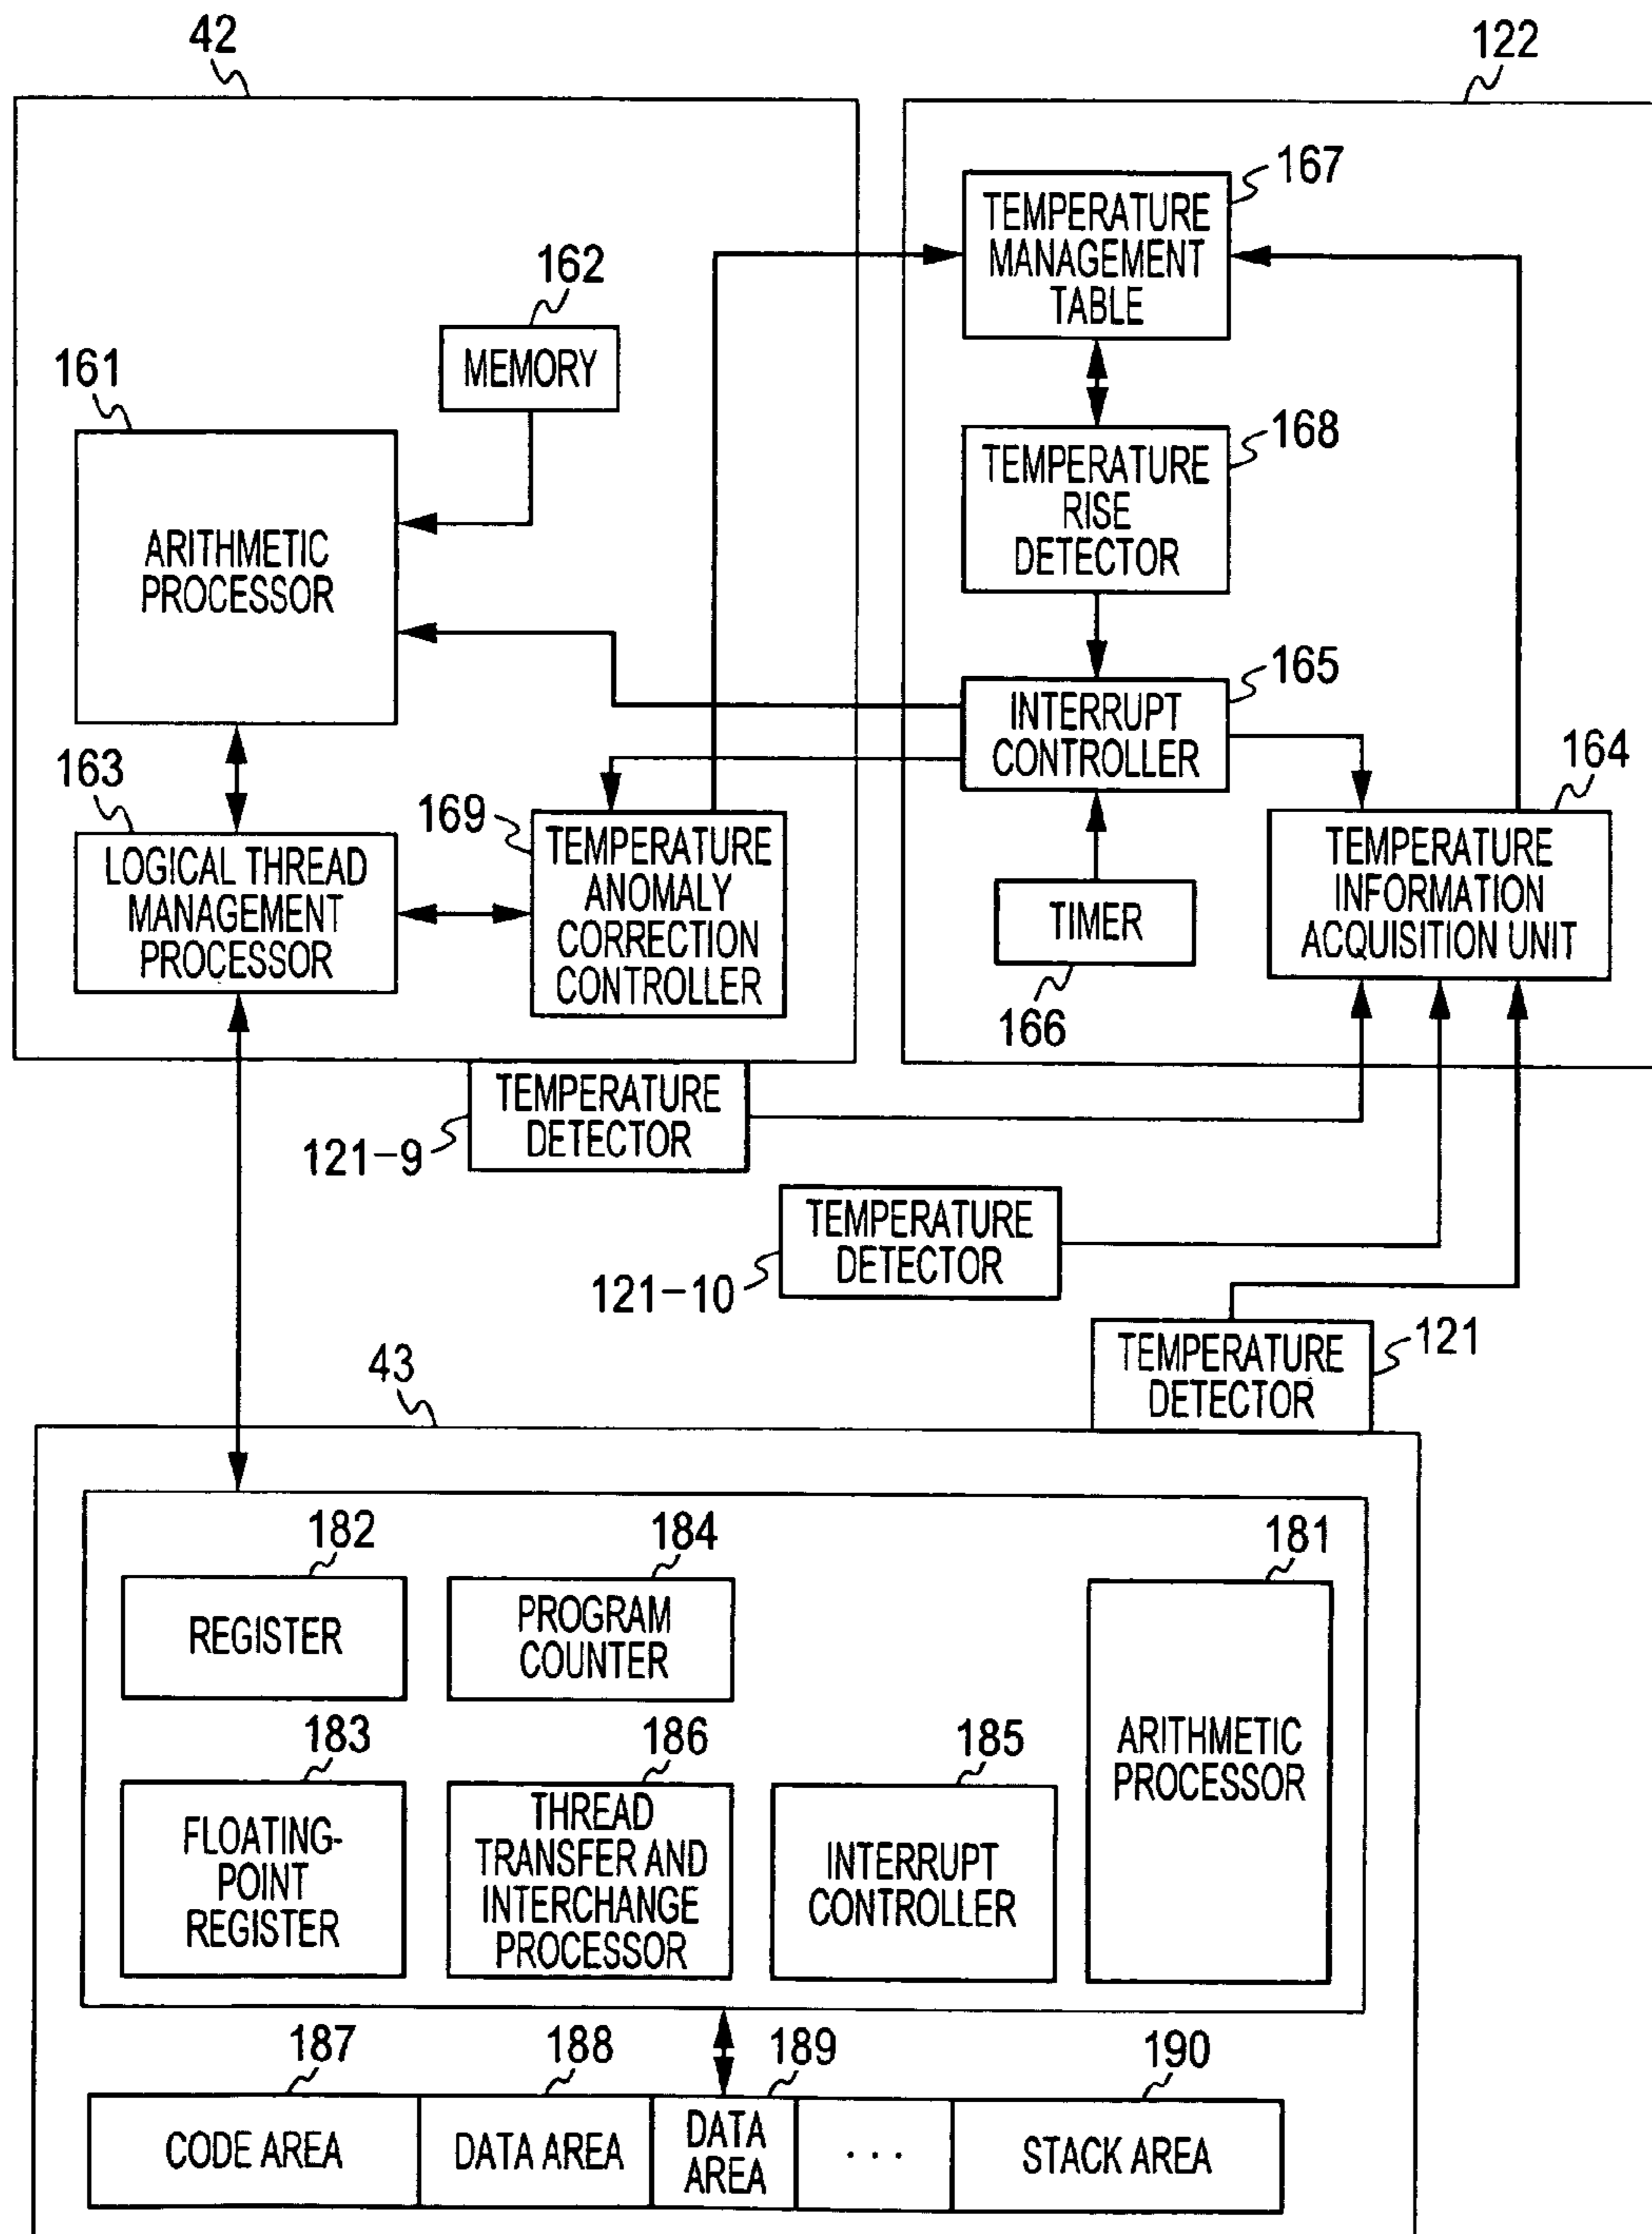 42
122
167
TEMPERATURE
MANAGEMENT
TABLE
162
MEMORY
161
ARITHMETIC
PROCESSOR
168
TEMPERATURE
RISE
DETECTOR
165
INTERRUPT
CONTROLLER
164
TEMPERATURE
INFORMATION
ACQUISITION UNIT
163
LOGICAL THREAD
MANAGEMENT
PROCESSOR
169
TEMPERATURE
ANOMALY
CORRECTION
CONTROLLER
TIMER
166
TEMPERATURE
DETECTOR
121-9
TEMPERATURE
DETECTOR
121-10
TEMPERATURE
DETECTOR
121
43
182
REGISTER
184
PROGRAM
COUNTER
181
ARITHMETIC
PROCESSOR
183
FLOATING-
POINT
REGISTER
186
THREAD
TRANSFER AND
INTERCHANGE
PROCESSOR
185
INTERRUPT
CONTROLLER
187
CODE AREA
188
DATA AREA
189
DATA
AREA
...
190
STACK AREA